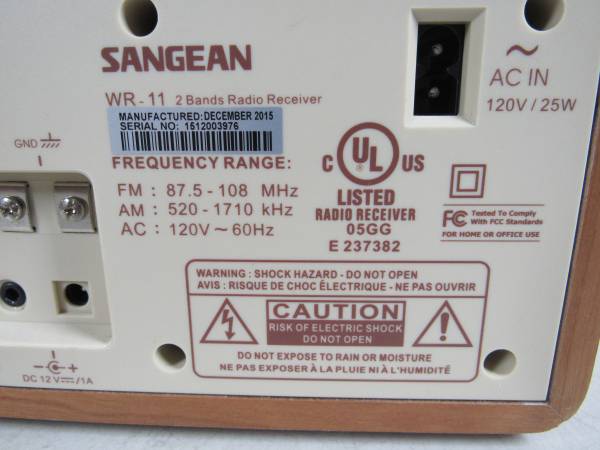 SANGEAN
WR-11 2 Bands Radio Receiver
MANUFACTURED: DECEMBER 2015
SERIAL NO: 1512003976
FREQUENCY RANGE:
FM : 87.5 - 108 MHz
AM : 520 - 1710 kHz
AC : 120V ~ 60Hz
GND
DC 12V ⎓ /1A
C UL US
®
LISTED
RADIO RECEIVER
05GG
E 237382
~
AC IN
120V / 25W
FC Tested To Comply
With FCC Standards
FOR HOME OR OFFICE USE
WARNING : SHOCK HAZARD - DO NOT OPEN
AVIS : RISQUE DE CHOC ÉLECTRIQUE - NE PAS OUVRIR
CAUTION
RISK OF ELECTRIC SHOCK
DO NOT OPEN
!
DO NOT EXPOSE TO RAIN OR MOISTURE
NE PAS EXPOSER À LA PLUIE NI À L'HUMIDITÉ